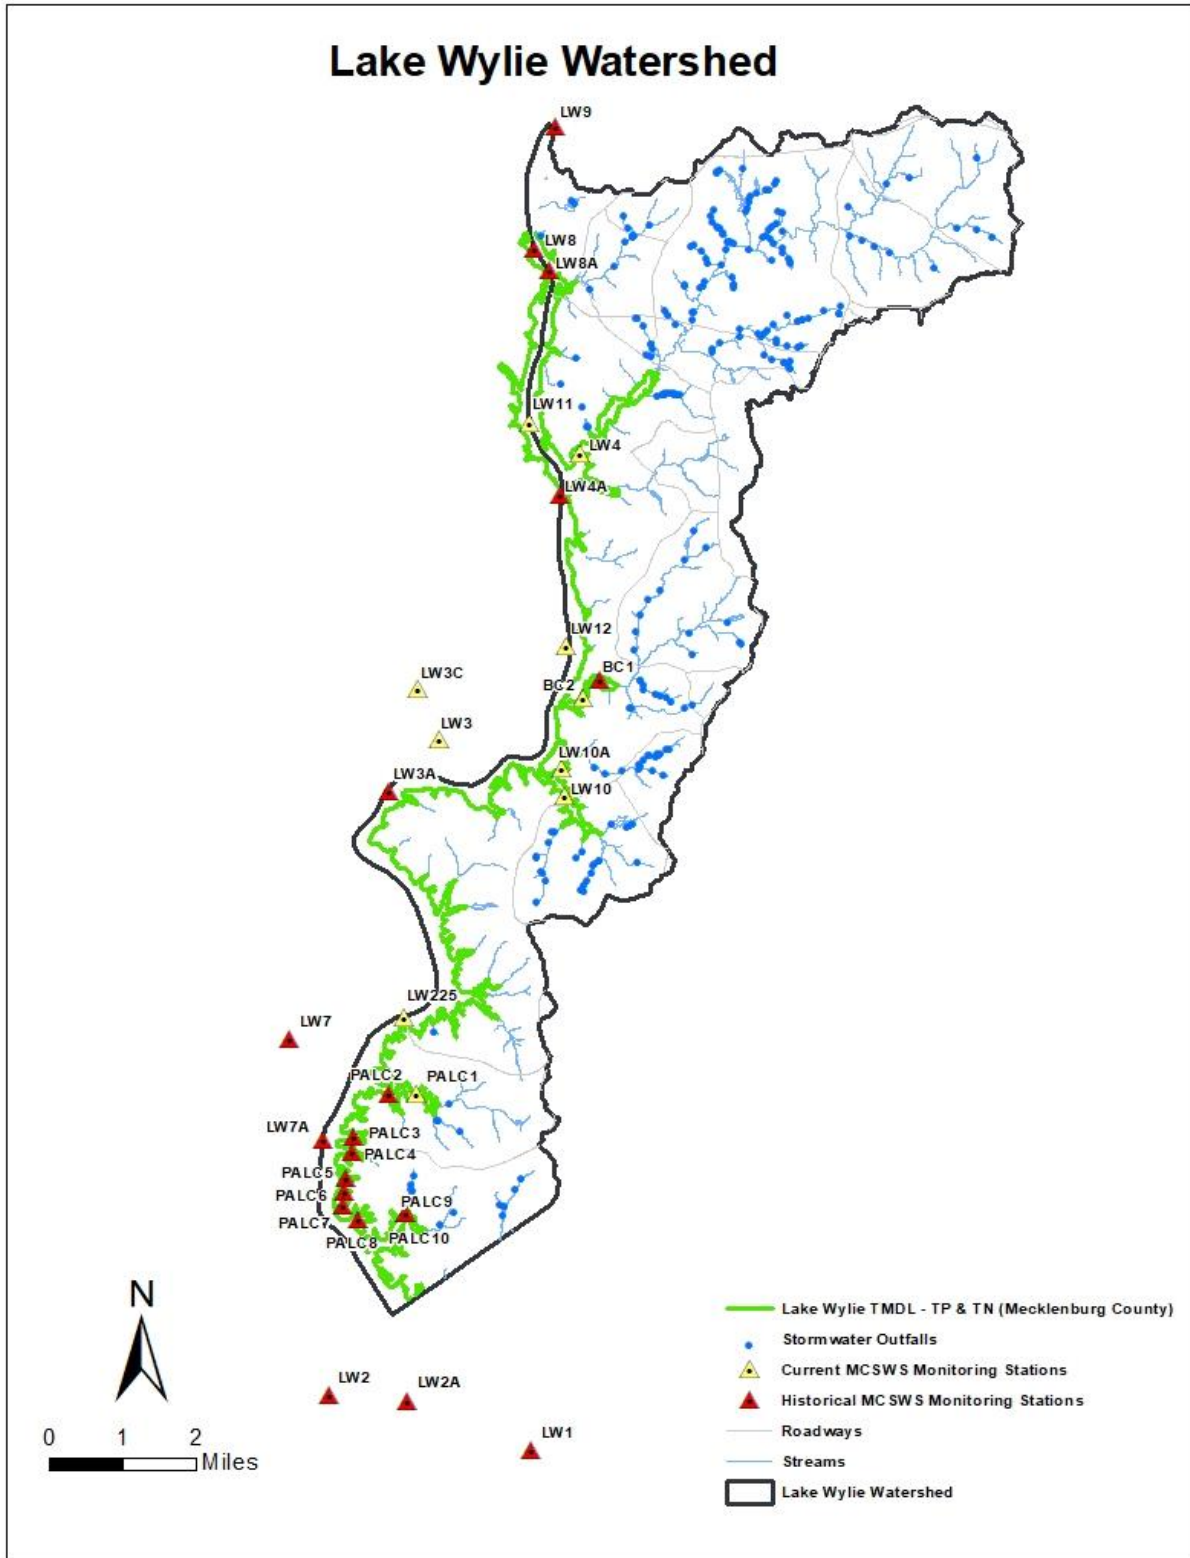 Lake Wylie Watershed
LW9
LW8
LW8A
LW11
LW4
LW4A
LW12
BC1
LW3C
BC2
LW3
LW10A
LW3A
LW10
LW225
LW7
PALC2
PALC1
LW7A
PALC3
PALC4
PALC5
PALC6
PALC9
PALC7
PALC10
PALC8
N
Lake Wylie TMDL - TP & TN (Mecklenburg County)
Stormwater Outfalls
Current MCSWS Monitoring Stations
Historical MCSWS Monitoring Stations
Roadways
Streams
Lake Wylie Watershed
LW2
LW2A
LW1
0 1 2
Miles